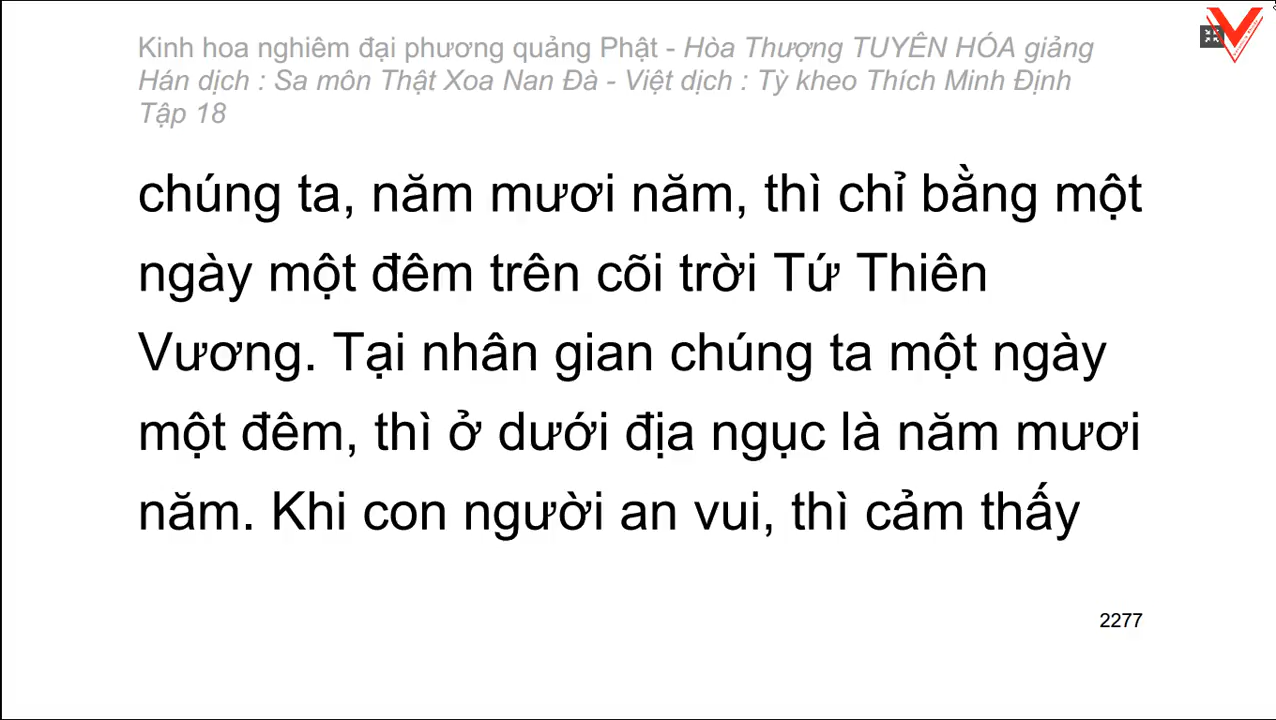 Kinh hoa nghiêm đại phương quảng Phật - Hòa Thượng TUYÊN HÓA giảng
Hán dịch : Sa môn Thật Xoa Nan Đà - Việt dịch : Tỳ kheo Thích Minh Định
Tập 18
chúng ta, năm mươi năm, thì chỉ bằng một
ngày một đêm trên cõi trời Tứ Thiên
Vương. Tại nhân gian chúng ta một ngày
một đêm, thì ở dưới địa ngục là năm mươi
năm. Khi con người an vui, thì cảm thấy
2277